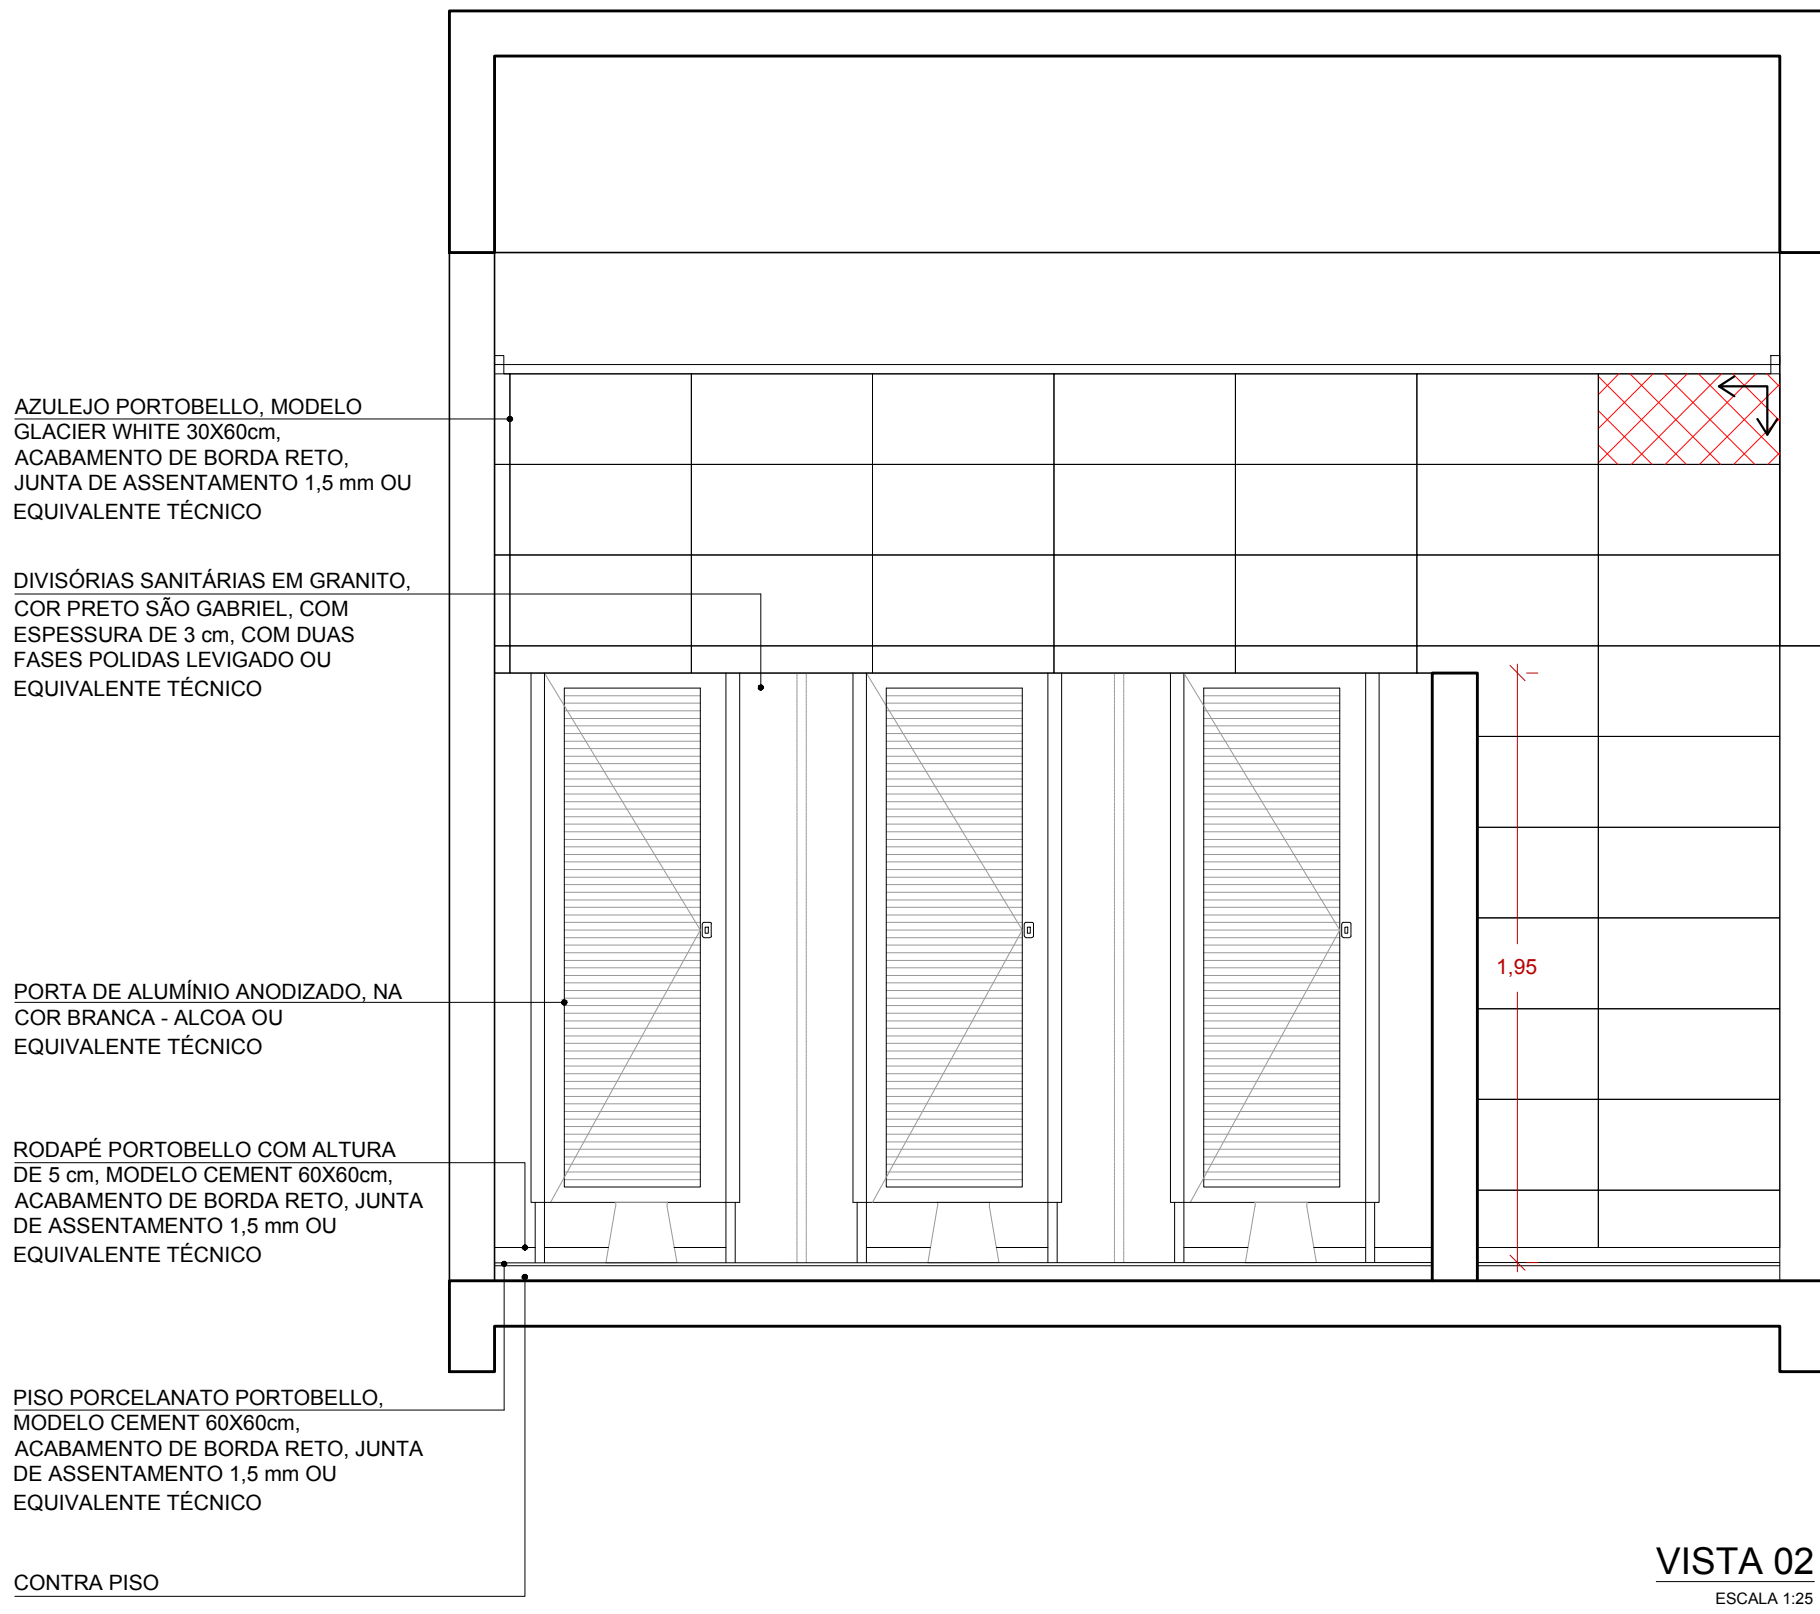 AZULEJO PORTOBELLO, MODELO
GLACIER WHITE 30X60cm,
ACABAMENTO DE BORDA RETO,
JUNTA DE ASSENTAMENTO 1,5 mm OU
EQUIVALENTE TÉCNICO
DIVISÓRIAS SANITÁRIAS EM GRANITO,
COR PRETO SÃO GABRIEL, COM
ESPESSURA DE 3 cm, COM DUAS
FASES POLIDAS LEVIGADO OU
EQUIVALENTE TÉCNICO
1,95
PORTA DE ALUMÍNIO ANODIZADO, NA
COR BRANCA - ALCOA OU
EQUIVALENTE TÉCNICO
RODAPÉ PORTOBELLO COM ALTURA
DE 5 cm, MODELO CEMENT 60X60cm,
ACABAMENTO DE BORDA RETO, JUNTA
DE ASSENTAMENTO 1,5 mm OU
EQUIVALENTE TÉCNICO
PISO PORCELANATO PORTOBELLO,
MODELO CEMENT 60X60cm,
ACABAMENTO DE BORDA RETO, JUNTA
DE ASSENTAMENTO 1,5 mm OU
EQUIVALENTE TÉCNICO
CONTRA PISO
VISTA 02
ESCALA 1:25